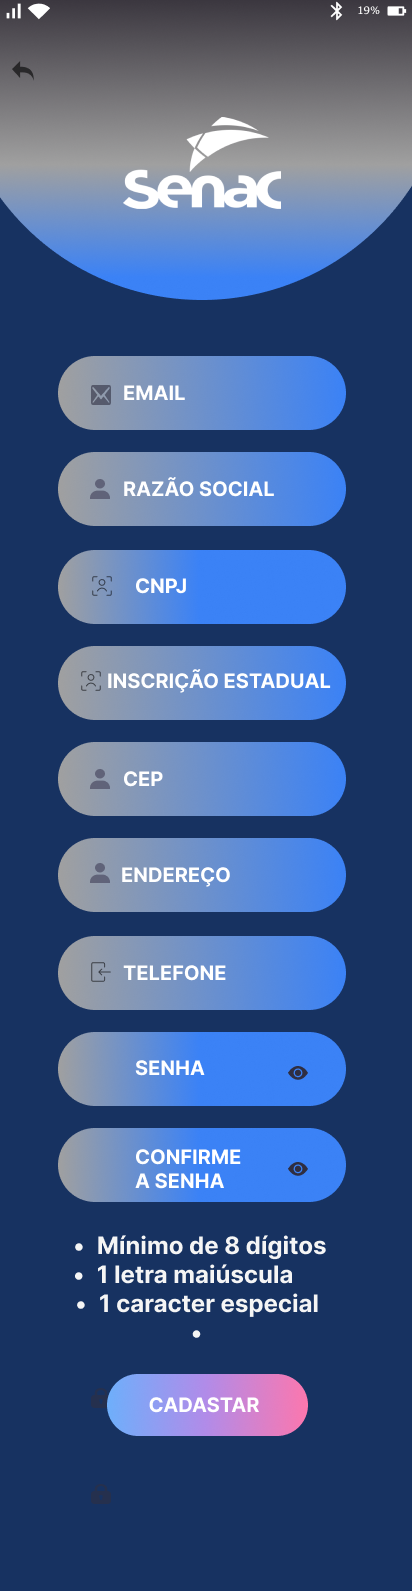 19%
Senac
EMAIL
RAZÃO SOCIAL
CNPJ
INSCRIÇÃO ESTADUAL
CEP
ENDEREÇO
TELEFONE
SENHA
CONFIRME
A SENHA
• Mínimo de 8 dígitos
• 1 letra maiúscula
• 1 caracter especial
•
CADASTAR